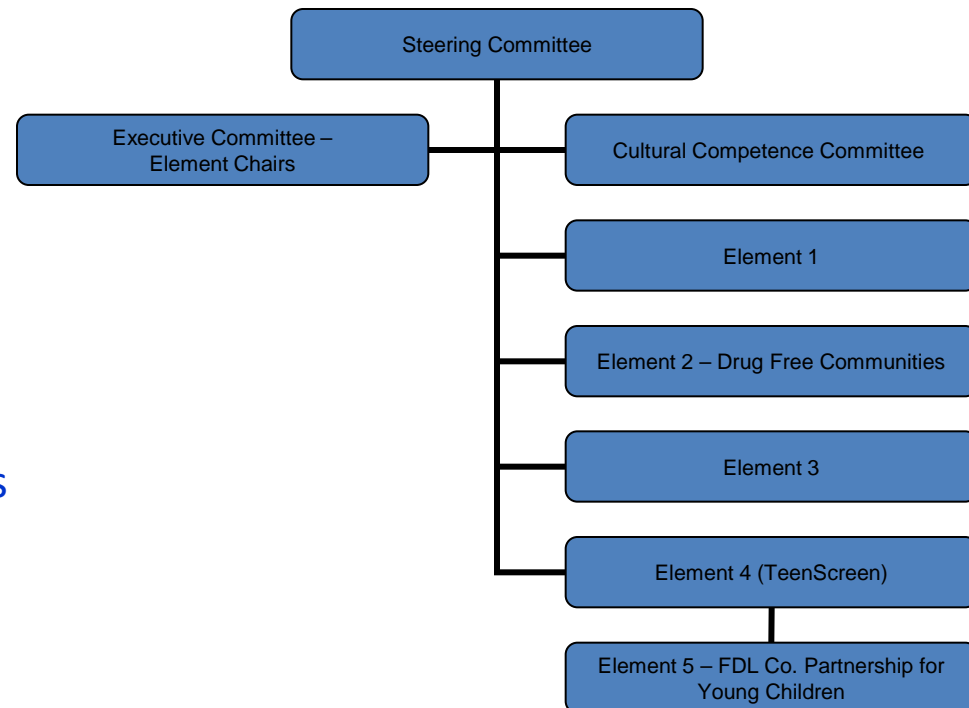 Steering Committee
Executive Committee –
Element Chairs
Cultural Competence Committee
Element 1
Element 2 – Drug Free Communities
Element 3
s
Element 4 (TeenScreen)
Element 5 – FDL Co. Partnership for
Young Children